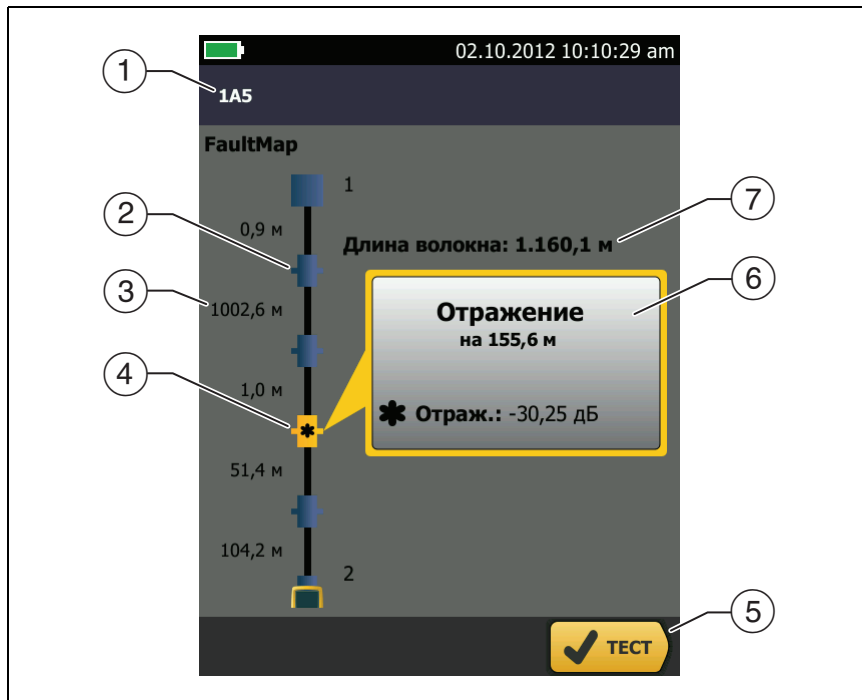 02.10.2012 10:10:29 am
1
1A5
FaultMap
1
2
0,9 м
7
Длина волокна: 1.160,1 м
3
1002,6 м
6
Отражение
на 155,6 м
4
1,0 м
Отраж.: -30,25 дБ
51,4 м
104,2 м
2
5
ТЕСТ